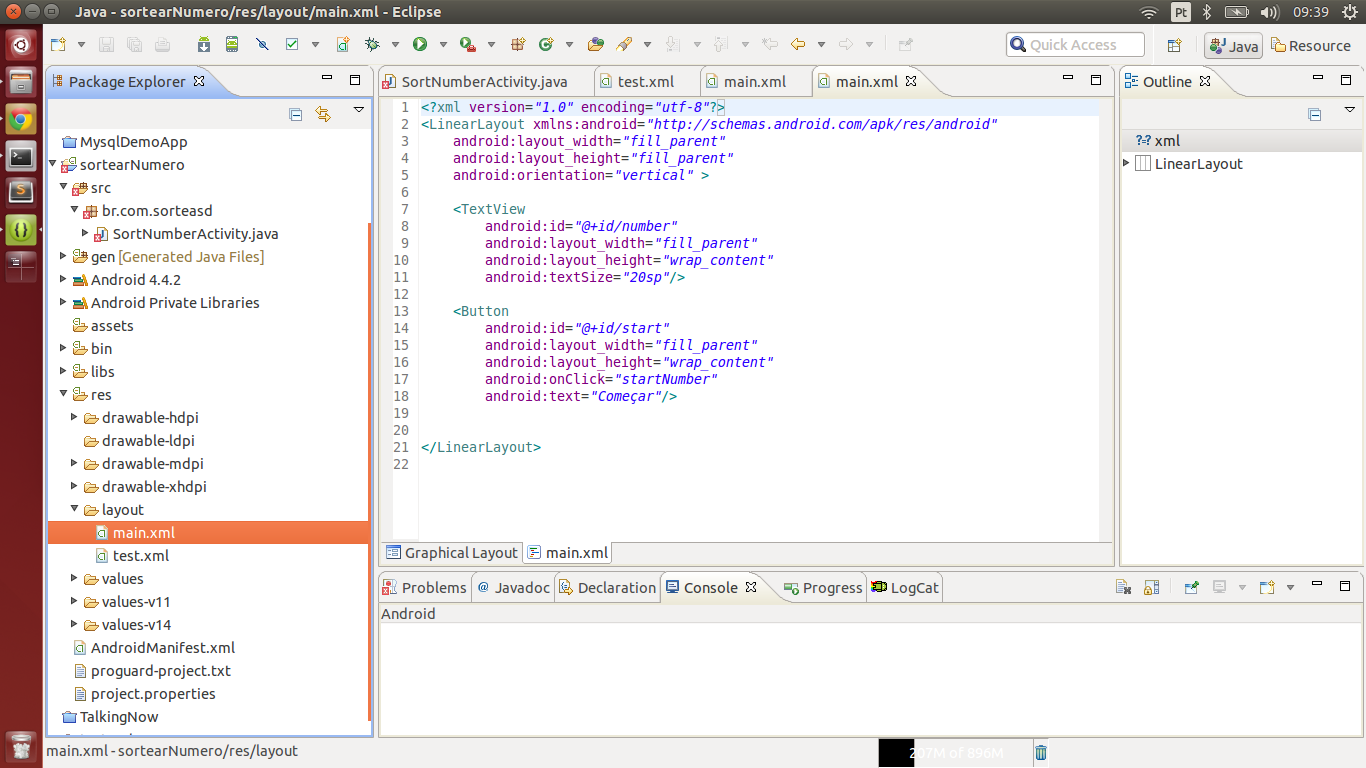 Java - sortearNumero/res/layout/main.xml - Eclipse
Pt
09:39
Quick Access
Java
Resource
Package Explorer
MysqlDemoApp
sortearNumero
src
br.com.sorteasd
SortNumberActivity.java
gen [Generated Java Files]
Android 4.4.2
Android Private Libraries
assets
bin
libs
res
drawable-hdpi
drawable-ldpi
drawable-mdpi
drawable-xhdpi
layout
main.xml
test.xml
values
values-v11
values-v14
AndroidManifest.xml
proguard-project.txt
project.properties
TalkingNow
SortNumberActivity.java
test.xml
main.xml
main.xml
1 <?xml version="1.0" encoding="utf-8"?>
2 <LinearLayout xmlns:android="http://schemas.android.com/apk/res/android"
3 android:layout_width="fill_parent"
4 android:layout_height="fill_parent"
5 android:orientation="vertical" >
6
7 <TextView
8 android:id="@+id/number"
9 android:layout_width="fill_parent"
10 android:layout_height="wrap_content"
11 android:textSize="20sp"/>
12
13 <Button
14 android:id="@+id/start"
15 android:layout_width="fill_parent"
16 android:layout_height="wrap_content"
17 android:onClick="startNumber"
18 android:text="Começar"/>
19
20
21 </LinearLayout>
22
Graphical Layout
main.xml
Outline
xml
LinearLayout
Problems
@ Javadoc
Declaration
Console
Progress
LogCat
Android
main.xml - sortearNumero/res/layout
207M of 896M